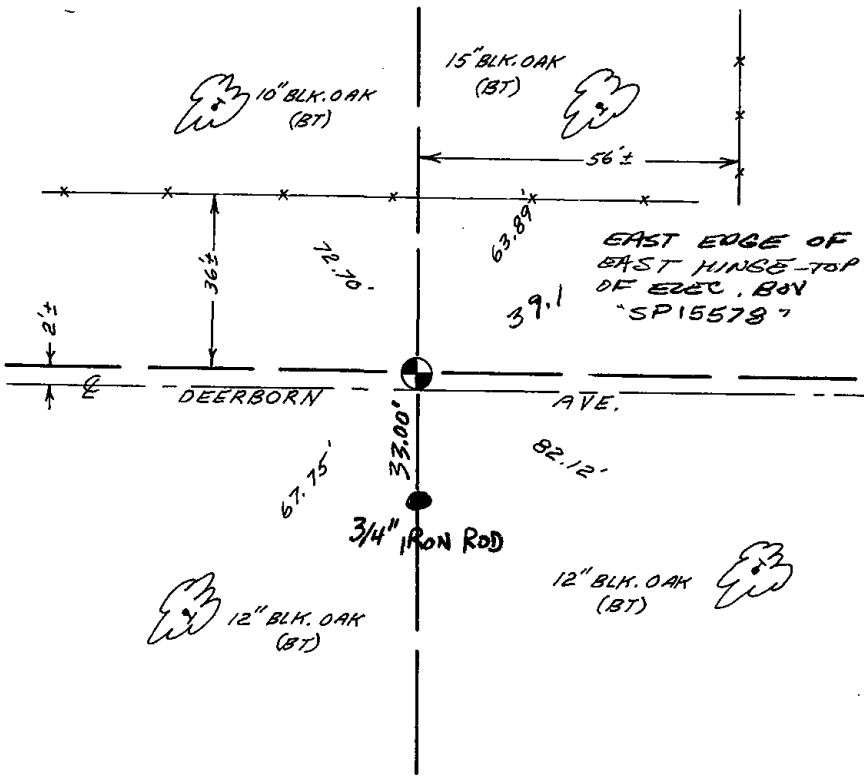 15" BLK. OAK
(BT)
10" BLK. OAK
(BT)
56'±
63.89'
72.70'
36'±
EAST EDGE OF
EAST HINGE-TOP
OF ELEC. BOX
"SP15578"
39.1
2'±
℄
DEERBORN AVE.
33.00'
82.12'
67.75'
3/4" IRON ROD
12" BLK. OAK
(BT)
12" BLK. OAK
(BT)